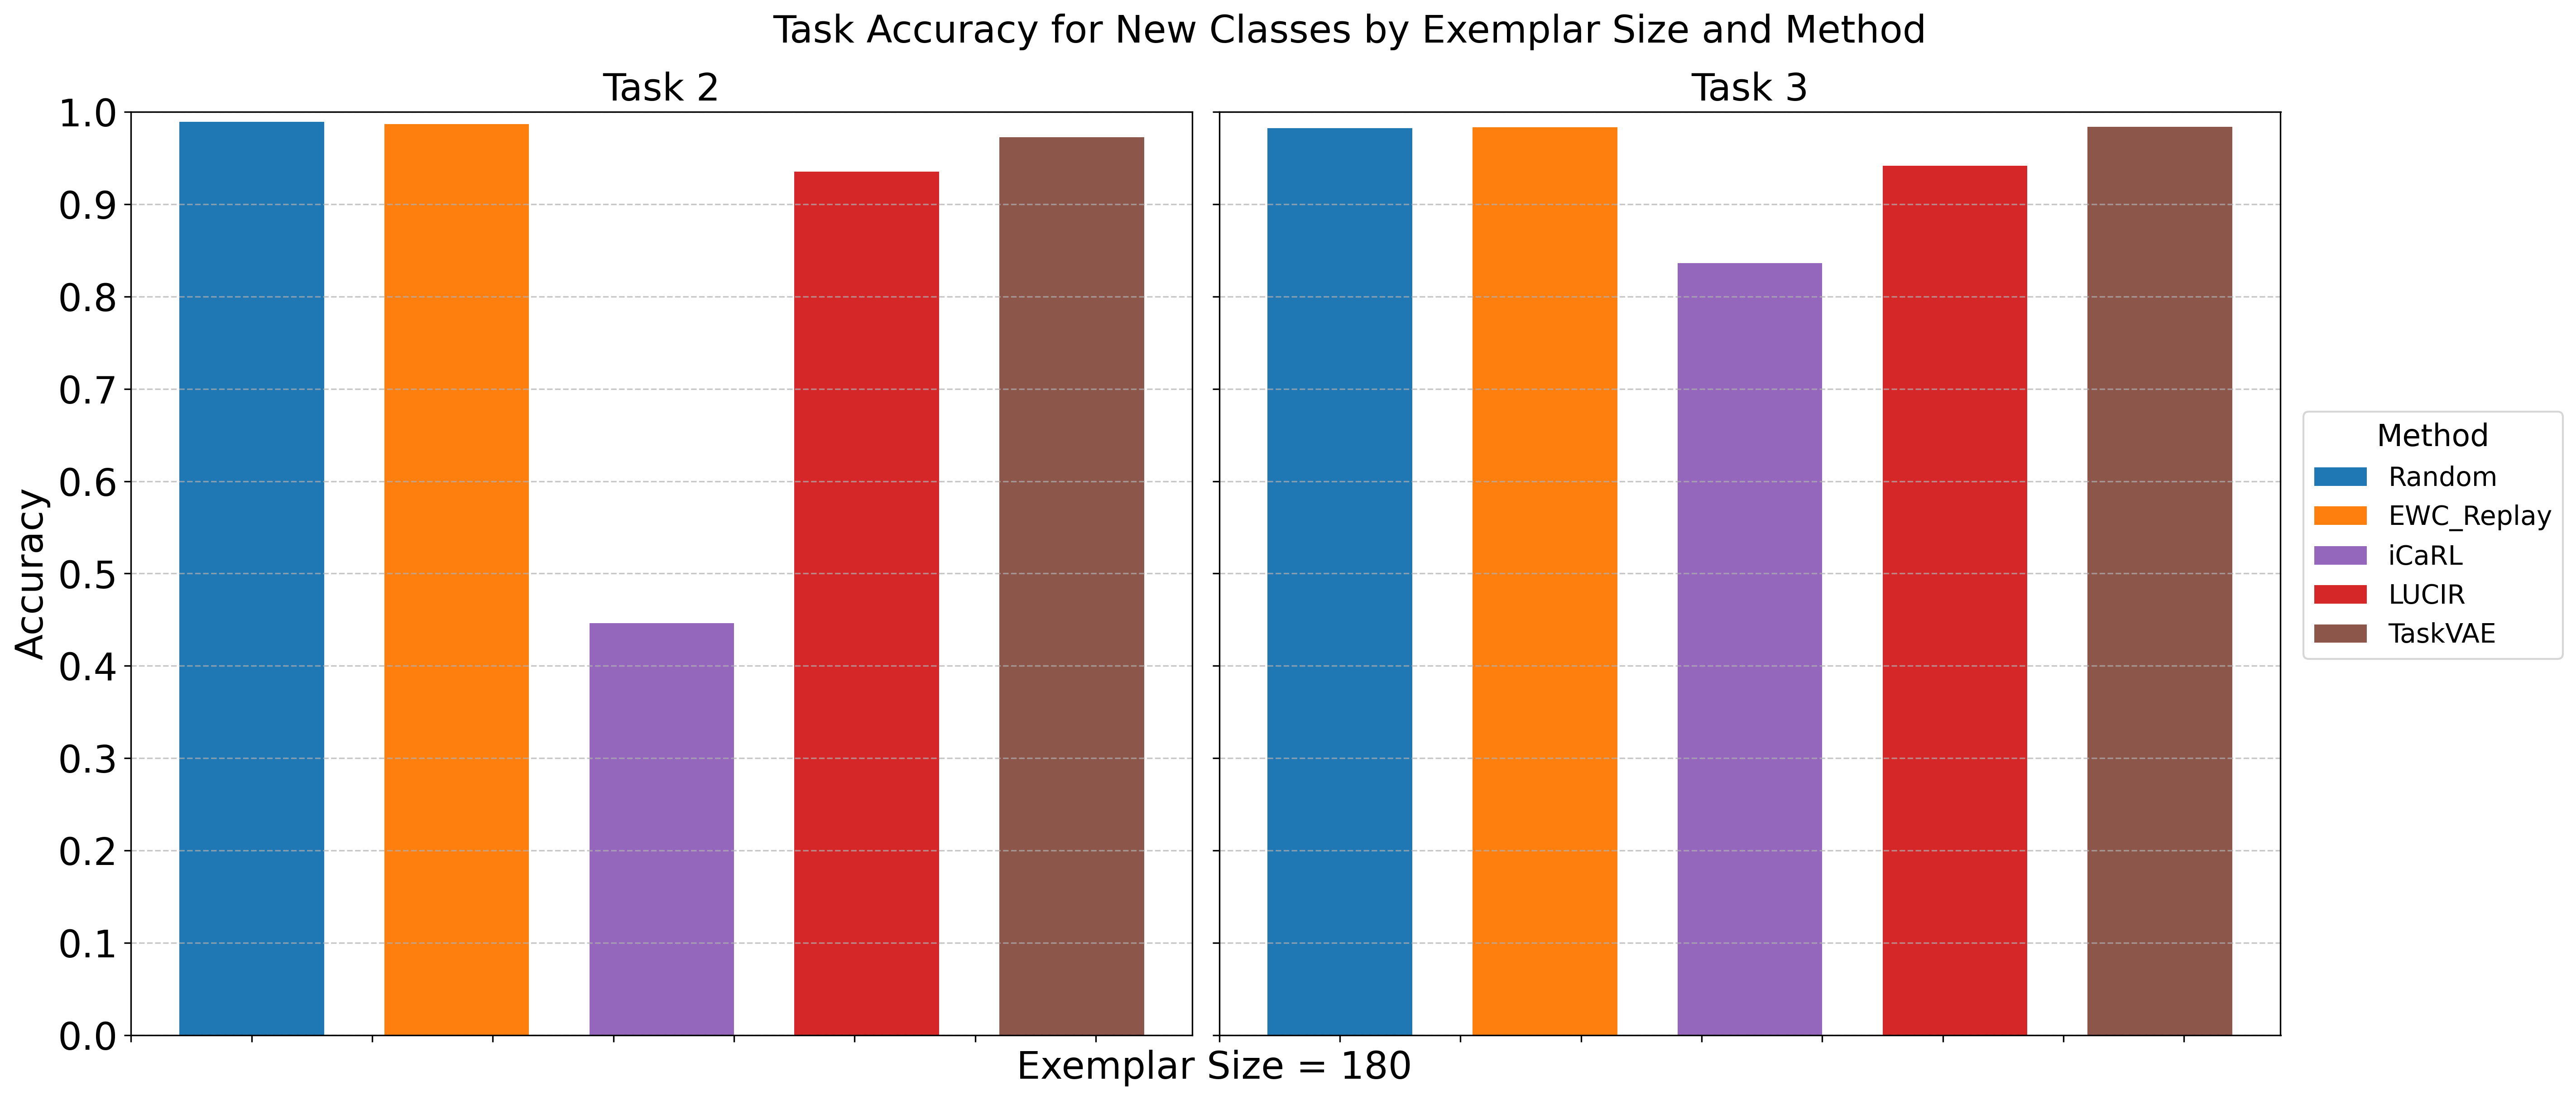 Task Accuracy for New Classes by Exemplar Size and Method
Task 2
Task 3
1.0
0.9
0.8
0.7
0.6
0.5
0.4
0.3
0.2
0.1
0.0
Accuracy
Exemplar Size = 180
Method
Random
EWC_Replay
iCaRL
LUCIR
TaskVAE